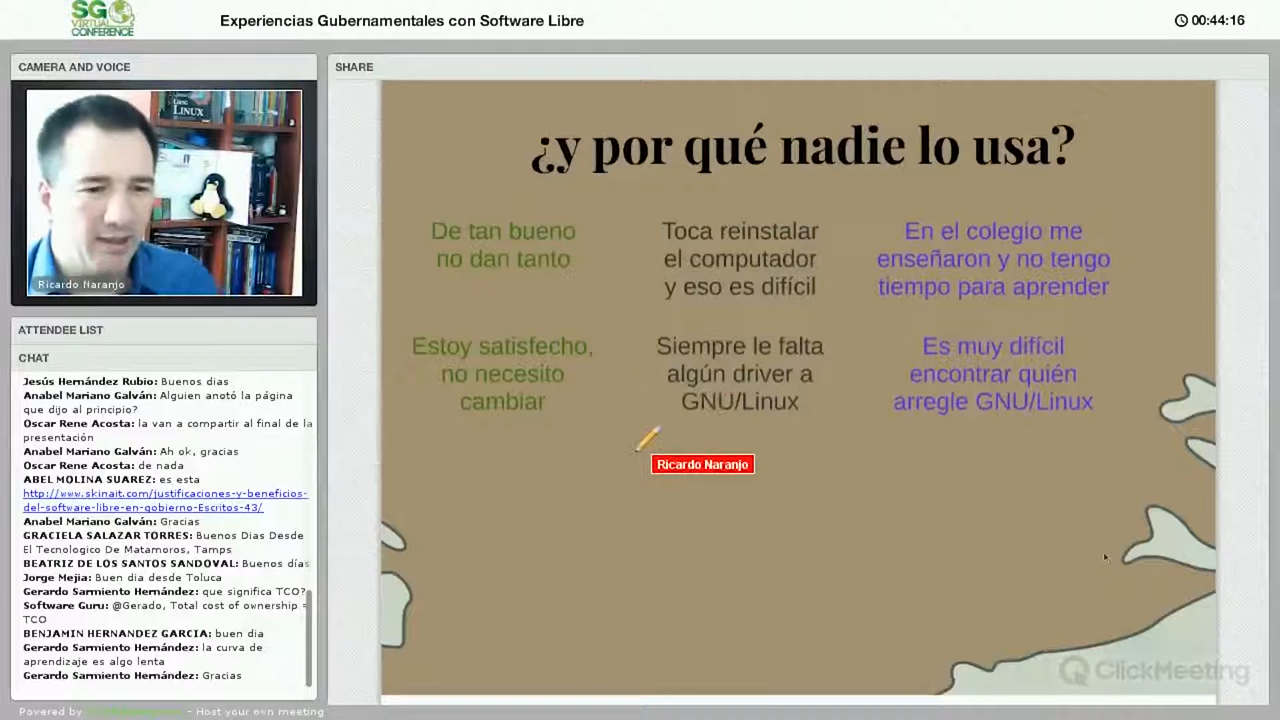 SG
VIRTUAL
CONFERENCE
Experiencias Gubernamentales con Software Libre
00:44:16
CAMERA AND VOICE
LINUX
Ricardo Naranjo
ATTENDEE LIST
CHAT
Jesús Hernández Rubio: Buenos dias
Anabel Mariano Galván: Alguien anotó la página
que dijo al principio?
Oscar Rene Acosta: la van a compartir al final de la
presentación
Anabel Mariano Galván: Ah ok, gracias
Oscar Rene Acosta: de nada
ABEL MOLINA SUAREZ: es esta
http://www.skinait.com/justificaciones-y-beneficios-
del-software-libre-en-gobierno-Escritos-43/
Anabel Mariano Galván: Gracias
GRACIELA SALAZAR TORRES: Buenos Dias Desde
El Tecnologico De Matamoros, Tamps
BEATRIZ DE LOS SANTOS SANDOVAL: Buenos días
Jorge Mejia: Buen dia desde Toluca
Gerardo Sarmiento Hernández: que significa TCO?
Software Guru: @Gerado, Total cost of ownership =
TCO
BENJAMIN HERNANDEZ GARCIA: buen dia
Gerardo Sarmiento Hernández: la curva de
aprendizaje es algo lenta
Gerardo Sarmiento Hernández: Gracias
Powered by - Host your own meeting
SHARE
¿y por qué nadie lo usa?
De tan bueno
no dan tanto
Toca reinstalar
el computador
y eso es difícil
En el colegio me
enseñaron y no tengo
tiempo para aprender
Estoy satisfecho,
no necesito
cambiar
Siempre le falta
algún driver a
GNU/Linux
Es muy difícil
encontrar quién
arregle GNU/Linux
Ricardo Naranjo
ClickMeeting